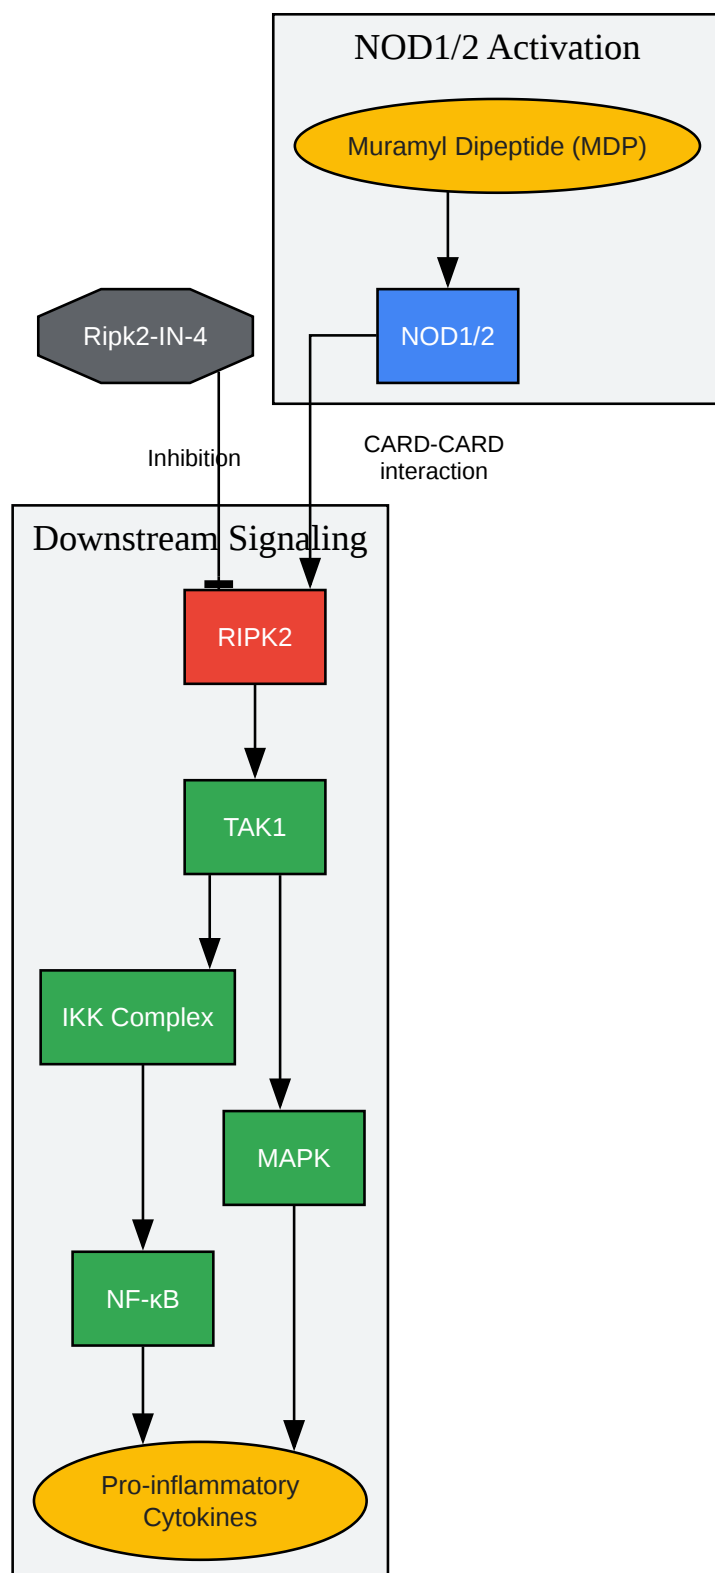 NOD1/2 Activation
Muramyl Dipeptide (MDP)
Ripk2-IN-4
NOD1/2
Inhibition
CARD-CARD
interaction
Downstream Signaling
RIPK2
TAK1
IKK Complex
MAPK
NF-κB
Pro-inflammatory
Cytokines